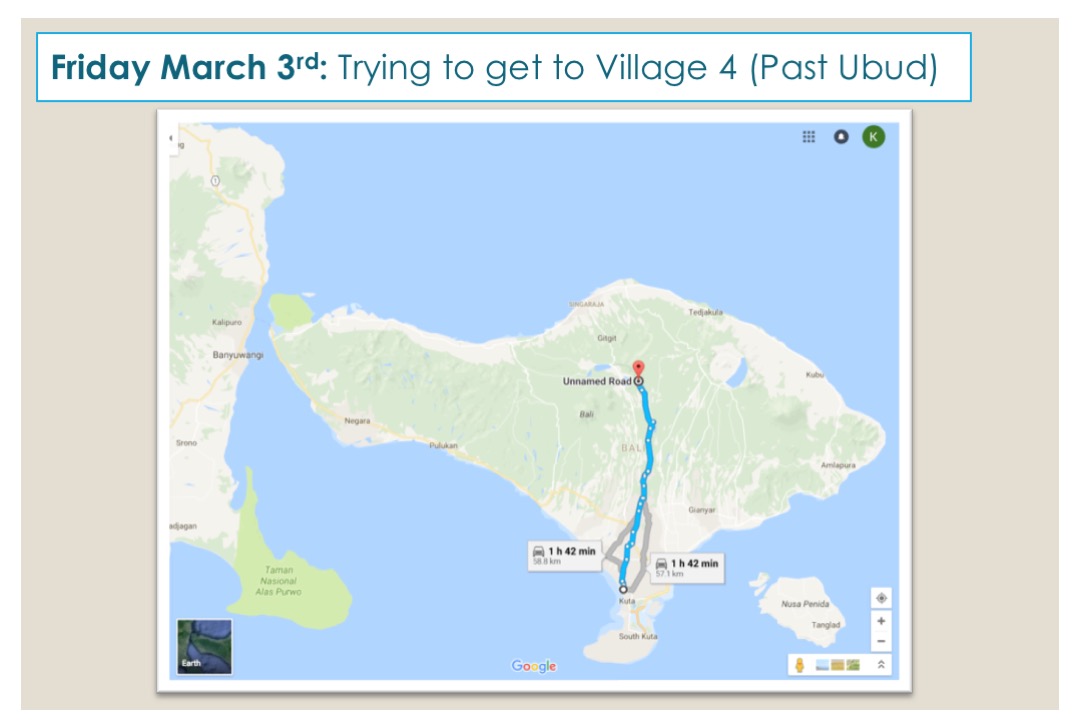 Friday March 3rd: Trying to get to Village 4 (Past Ubud)
K
1
SINGARAJA
Tedjakula
Kalipuro
Gitgit
Banyuwangi
Kubu
Unnamed Road
Bali
Negara
Srono
Pulukan
BALI
Amlapura
Gianyar
adjagan
1 h 42 min
58.8 km
1 h 42 min
57.1 km
Taman
Nasional
Alas Purwo
Kuta
Nusa Penida
Tanglad
South Kuta
Earth
Google